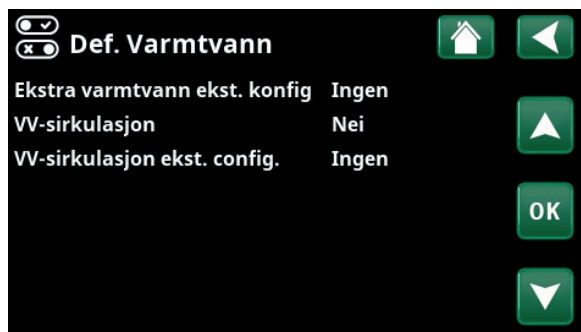 Def. Varmtvann
Ekstra varmtvann ekst. konfig Ingen
VV-sirkulasjon Nei
VV-sirkulasjon ekst. config. Ingen
OK